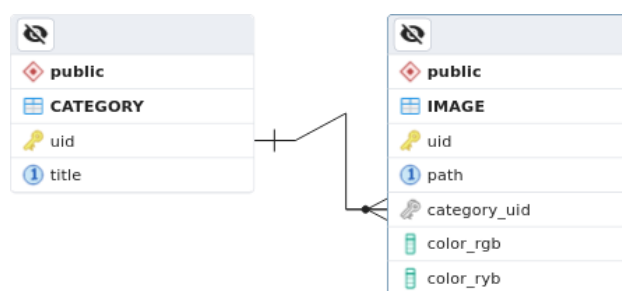 public
CATEGORY
uid
title
public
IMAGE
uid
path
category_uid
color_rgb
color_ryb